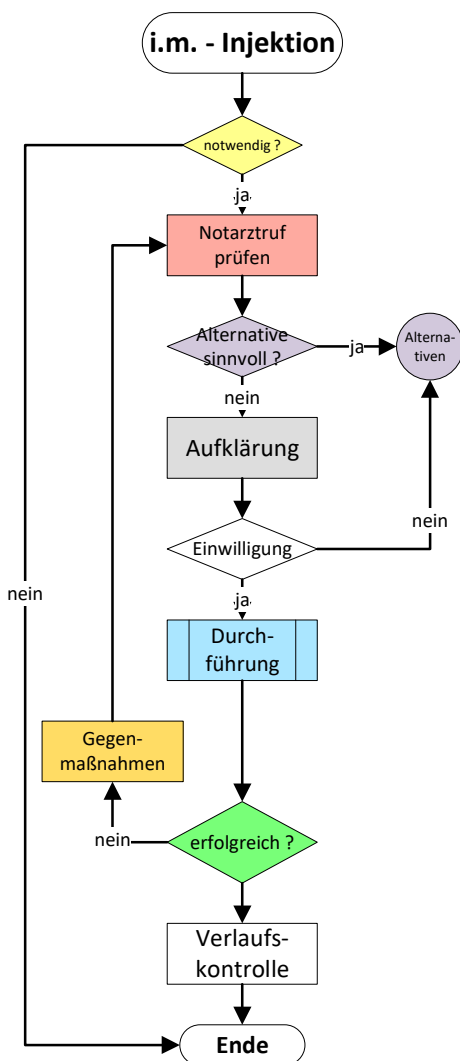 i.m. - Injektion
notwendig ?
ja
Notarztruf
prüfen
Alternative
sinnvoll ?
ja
Alterna-
tiven
nein
Aufklärung
nein
Einwilligung
ja
nein
Durch-
führung
Gegen-
maßnahmen
nein
erfolgreich ?
Verlaufs-
kontrolle
Ende